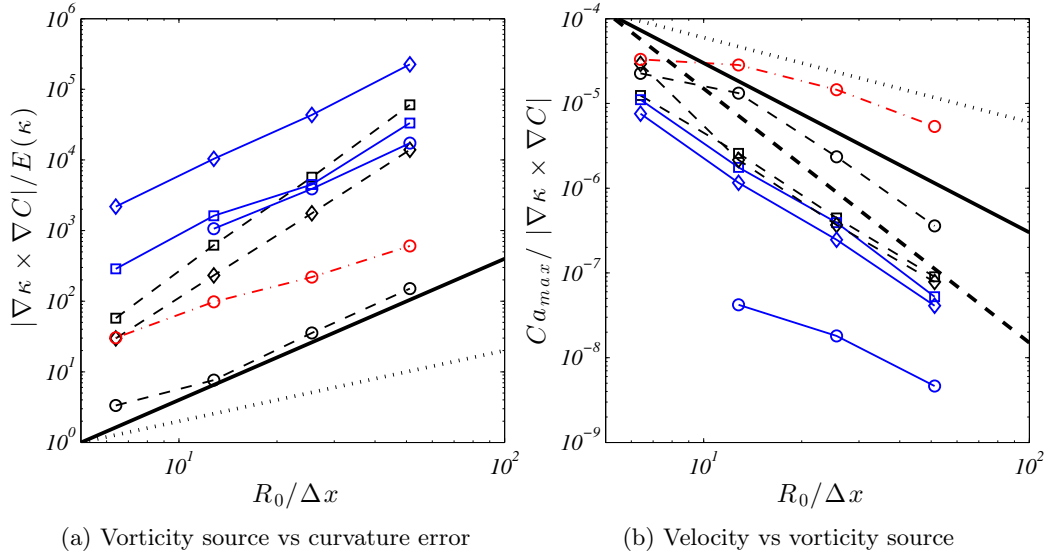 |∇κ × ∇C|/E(κ)
10^6
10^5
10^4
10^3
10^2
10^1
10^0
10^1
10^2
R_0/Δx
(a) Vorticity source vs curvature error
Ca_{max}/ |∇κ × ∇C|
10^{-4}
10^{-5}
10^{-6}
10^{-7}
10^{-8}
10^{-9}
10^1
10^2
R_0/Δx
(b) Velocity vs vorticity source